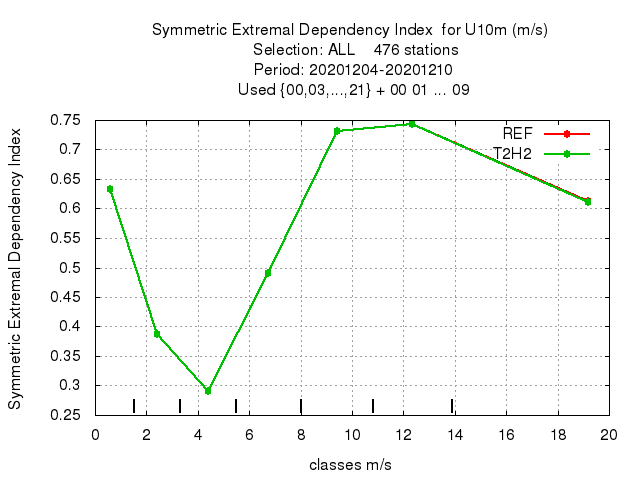 Symmetric Extremal Dependency Index for U10m (m/s)
Selection: ALL 476 stations
Period: 20201204-20201210
Used {00,03,...,21} + 00 01 ... 09
Symmetric Extremal Dependency Index
0.75
0.7
0.65
0.6
0.55
0.5
0.45
0.4
0.35
0.3
0.25
REF
T2H2
0 2 4 6 8 10 12 14 16 18 20
classes m/s